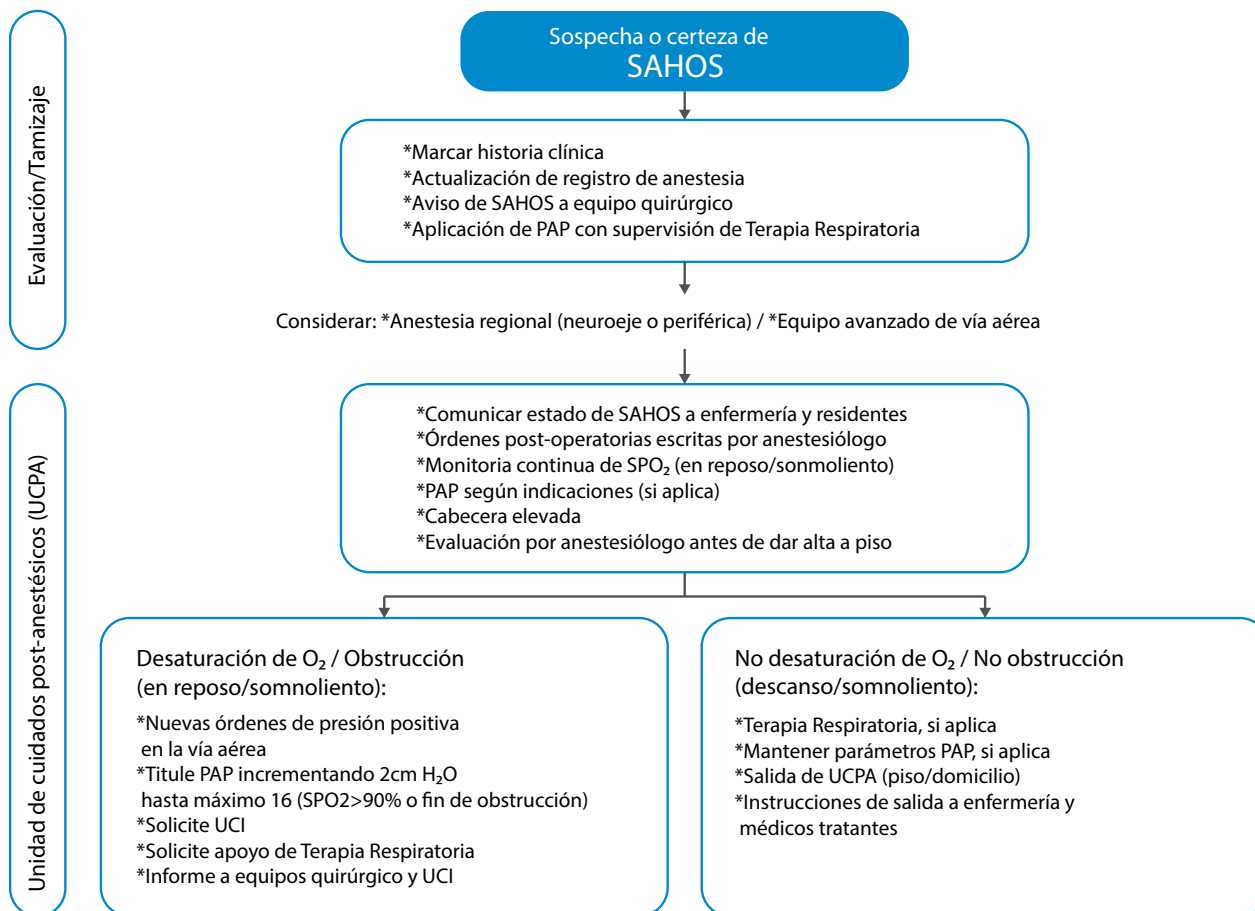 Evaluación/Tamizaje
Sospecha o certeza de
SAHOS
*Marcar historia clínica
*Actualización de registro de anestesia
*Aviso de SAHOS a equipo quirúrgico
*Aplicación de PAP con supervisión de Terapia Respiratoria
Considerar: *Anestesia regional (neuroeje o periférica) / *Equipo avanzado de vía aérea
Unidad de cuidados post-anestésicos (UCPA)
*Comunicar estado de SAHOS a enfermería y residentes
*Órdenes post-operatorias escritas por anestesiólogo
*Monitoria continua de SPO₂ (en reposo/sonmoliento)
*PAP según indicaciones (si aplica)
*Cabecera elevada
*Evaluación por anestesiólogo antes de dar alta a piso
Desaturación de O₂ / Obstrucción
(en reposo/somnoliento):
*Nuevas órdenes de presión positiva
en la vía aérea
*Titule PAP incrementando 2cm H₂O
hasta máximo 16 (SPO2>90% o fin de obstrucción)
*Solicite UCI
*Solicite apoyo de Terapia Respiratoria
*Informe a equipos quirúrgico y UCI
No desaturación de O₂ / No obstrucción
(descanso/somnoliento):
*Terapia Respiratoria, si aplica
*Mantener parámetros PAP, si aplica
*Salida de UCPA (piso/domicilio)
*Instrucciones de salida a enfermería y
médicos tratantes